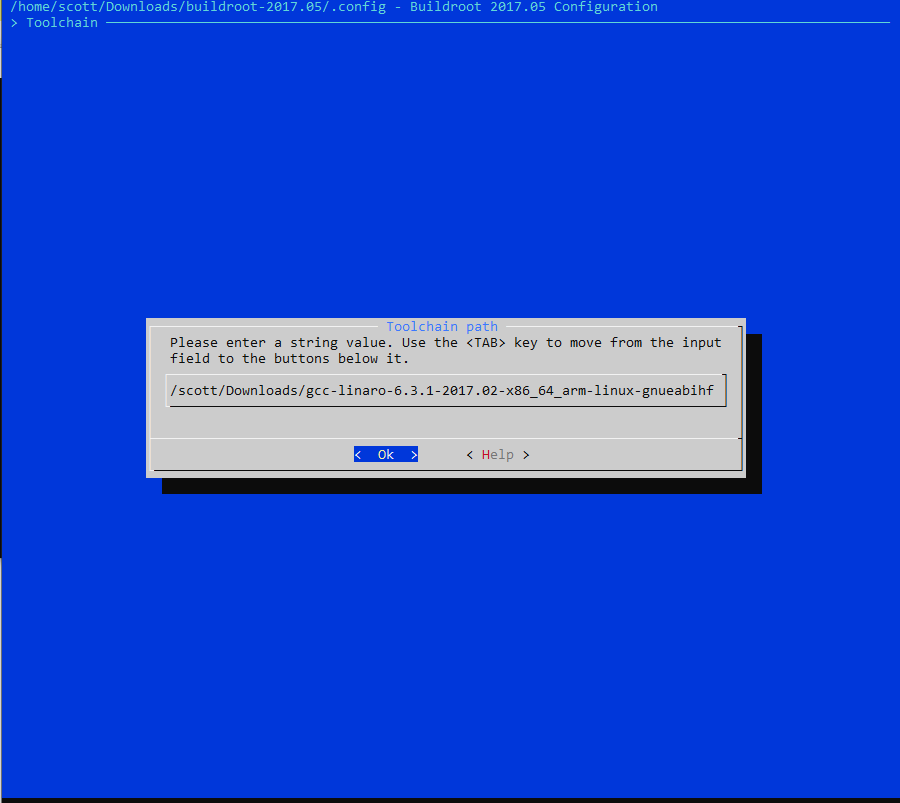 /home/scott/Downloads/buildroot-2017.05/.config - Buildroot 2017.05 Configuration
> Toolchain
Toolchain path
Please enter a string value. Use the <TAB> key to move from the input
field to the buttons below it.
/scott/Downloads/gcc-linaro-6.3.1-2017.02-x86_64_arm-linux-gnueabihf
< Ok > < Help >